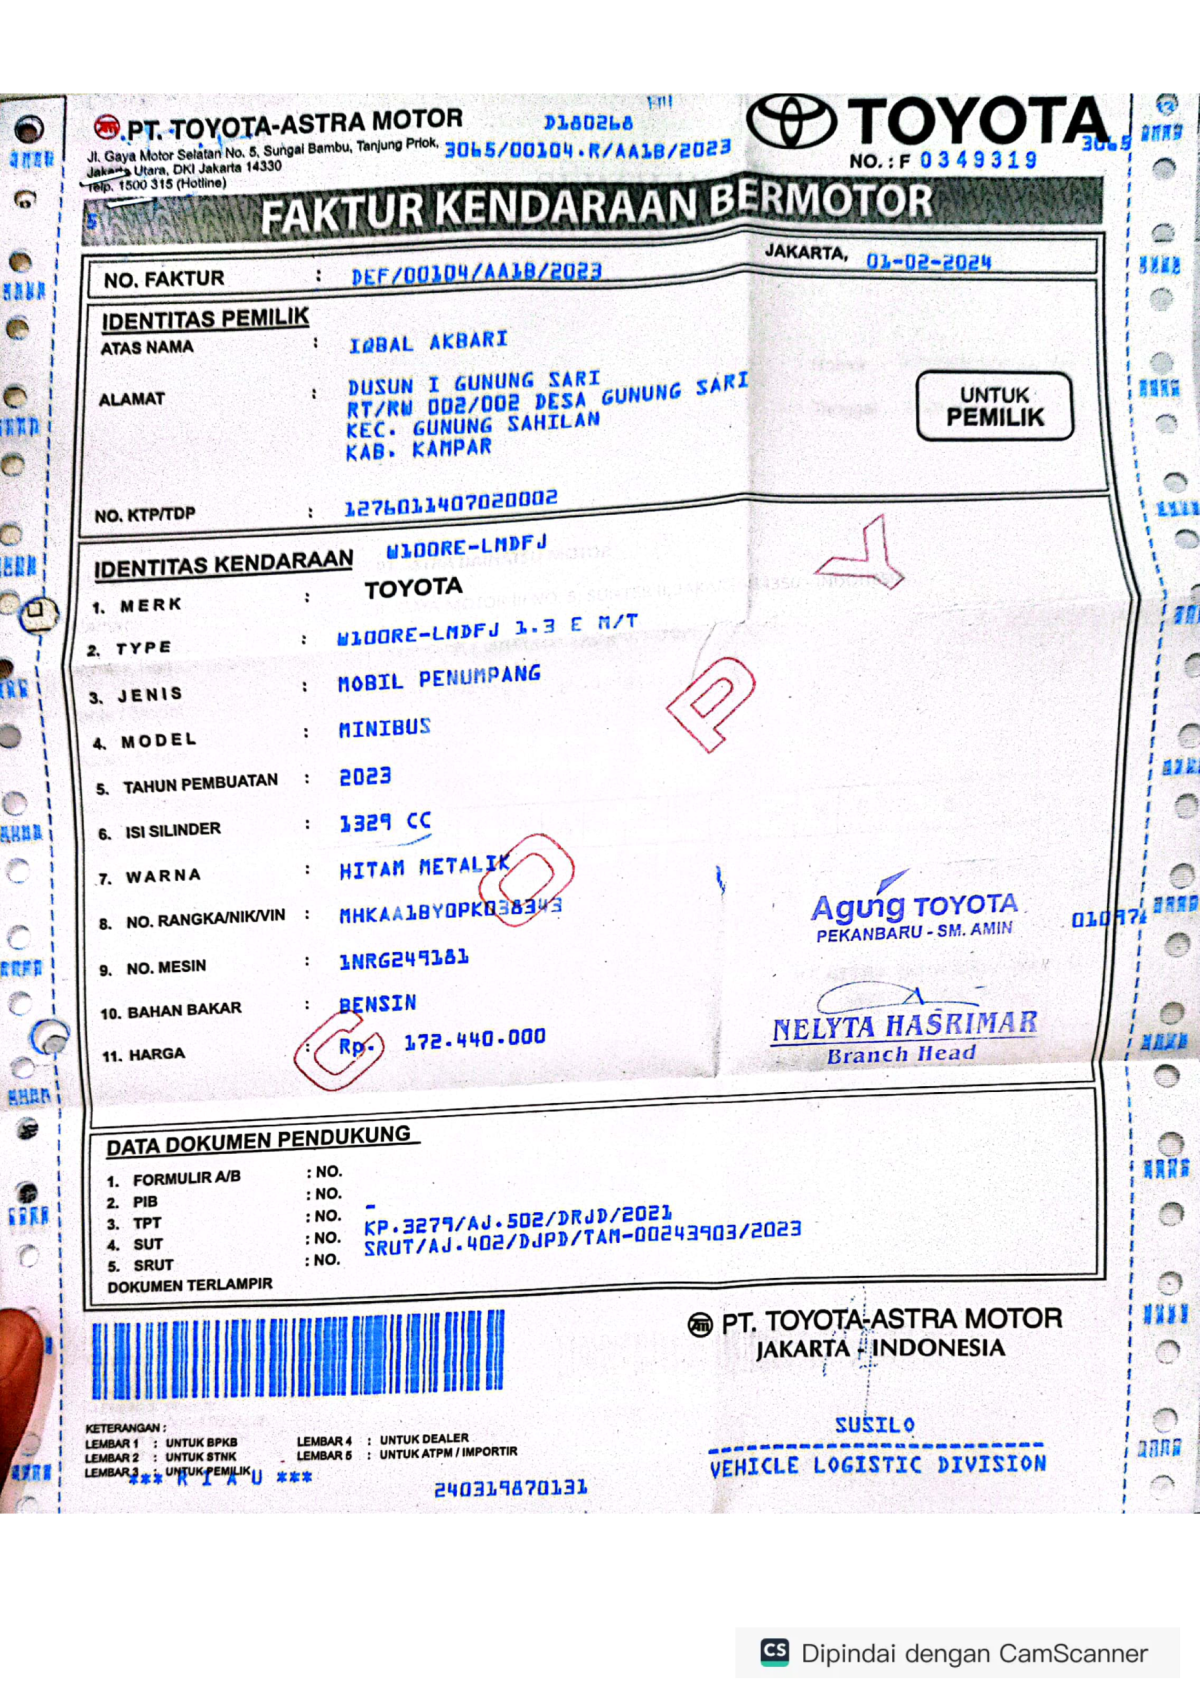 PT. TOYOTA-ASTRA MOTOR
Jl. Gaya Motor Selatan No. 5, Sungai Bambu, Tanjung Priok,
Jakarta Utara, DKI Jakarta 14330
Telp. 1500 315 (Hotline)
D180268
3065/00104.R/AA1B/2023
TOYOTA
3065
NO. : F 0349319
FAKTUR KENDARAAN BERMOTOR
NO. FAKTUR : DEF/00104/AA1B/2023
JAKARTA, 01-02-2024
IDENTITAS PEMILIK
ATAS NAMA : IQBAL AKBARI
ALAMAT : DUSUN I GUNUNG SARI
RT/RW 002/002 DESA GUNUNG SARI
KEC. GUNUNG SAHILAN
KAB. KAMPAR
UNTUK
PEMILIK
NO. KTP/TDP : 1276011407020002
IDENTITAS KENDARAAN W100RE-LMDFJ
1. MERK : TOYOTA
2. TYPE : W100RE-LMDFJ 1.3 E M/T
3. JENIS : MOBIL PENUMPANG
4. MODEL : MINIBUS
5. TAHUN PEMBUATAN : 2023
6. ISI SILINDER : 1329 CC
7. WARNA : HITAM METALIK
8. NO. RANGKA/NIK/VIN : MHKAA1BY0PK038343
9. NO. MESIN : 1NRG249181
10. BAHAN BAKAR : BENSIN
11. HARGA : Rp. 172.440.000
COPY
Agung TOYOTA
PEKANBARU - SM. AMIN
NELYTA HASRIMAR
Branch Head
DATA DOKUMEN PENDUKUNG
1. FORMULIR A/B : NO.
2. PIB : NO.
3. TPT : NO. -
4. SUT : NO. KP.3279/AJ.502/DRJD/2021
5. SRUT : NO. SRUT/AJ.402/DJPD/TAM-00243903/2023
DOKUMEN TERLAMPIR
PT. TOYOTA-ASTRA MOTOR
JAKARTA - INDONESIA
KETERANGAN :
LEMBAR 1 : UNTUK BPKB
LEMBAR 2 : UNTUK STNK
LEMBAR 3 : UNTUK PEMILIK
LEMBAR 4 : UNTUK DEALER
LEMBAR 5 : UNTUK ATPM / IMPORTIR
*** R I A U ***
240319870131
SUSILO
VEHICLE LOGISTIC DIVISION
CS Dipindai dengan CamScanner